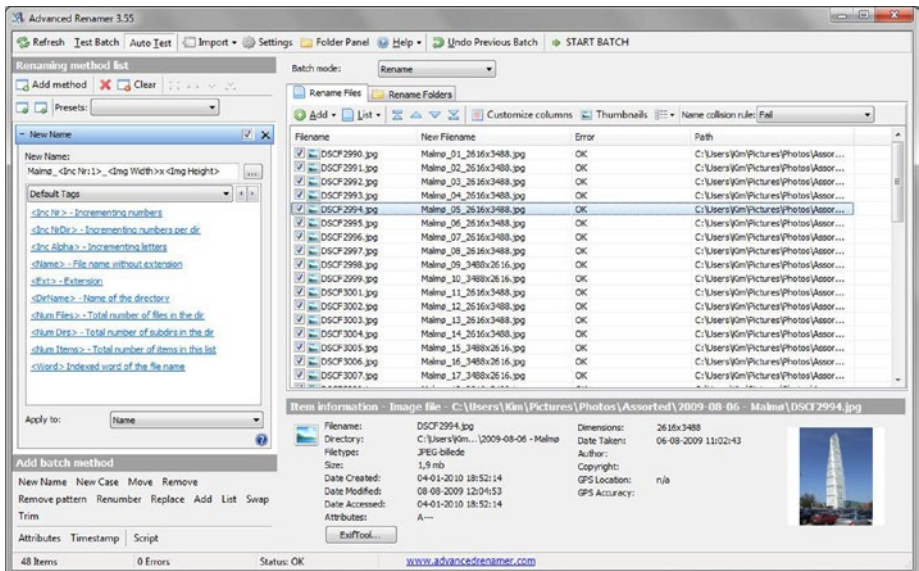 Advanced Renamer 3.55
Refresh Test Batch Auto Test Import Settings Folder Panel Help Undo Previous Batch START BATCH
Renaming method list
Add method Clear
Presets:
New Name
New Name:
Malmø_<Inc Nr:1>_<Img Width>x<Img Height>
...
Default Tags
<Inc Nr> - Incrementing numbers
<Inc NrDir> - Incrementing numbers per dir
<Inc Alpha> - Incrementing letters
<Name> - File name without extension
<Ext> - Extension
<DirName> - Name of the directory
<Num Files> - Total number of files in the dir
<Num Dirs> - Total number of subdirs in the dir
<Num Items> - Total number of items in this list
<Word> Indexed word of the file name
Apply to: Name
Add batch method
New Name New Case Move Remove
Remove pattern Renumber Replace Add List Swap
Trim
Attributes Timestamp Script
Batch mode: Rename
Rename Files Rename Folders
Add List Customize columns Thumbnails Name collision rule: Fail
Filename New Filename Error Path
DSCF2990.jpg Malmø_01_2616x3488.jpg OK C:\Users\Kim\Pictures\Photos\Assor...
DSCF2991.jpg Malmø_02_2616x3488.jpg OK C:\Users\Kim\Pictures\Photos\Assor...
DSCF2992.jpg Malmø_03_2616x3488.jpg OK C:\Users\Kim\Pictures\Photos\Assor...
DSCF2993.jpg Malmø_04_2616x3488.jpg OK C:\Users\Kim\Pictures\Photos\Assor...
DSCF2994.jpg Malmø_05_2616x3488.jpg OK C:\Users\Kim\Pictures\Photos\Assor...
DSCF2995.jpg Malmø_06_2616x3488.jpg OK C:\Users\Kim\Pictures\Photos\Assor...
DSCF2996.jpg Malmø_07_2616x3488.jpg OK C:\Users\Kim\Pictures\Photos\Assor...
DSCF2997.jpg Malmø_08_2616x3488.jpg OK C:\Users\Kim\Pictures\Photos\Assor...
DSCF2998.jpg Malmø_09_3488x2616.jpg OK C:\Users\Kim\Pictures\Photos\Assor...
DSCF2999.jpg Malmø_10_3488x2616.jpg OK C:\Users\Kim\Pictures\Photos\Assor...
DSCF3001.jpg Malmø_11_2616x3488.jpg OK C:\Users\Kim\Pictures\Photos\Assor...
DSCF3002.jpg Malmø_12_2616x3488.jpg OK C:\Users\Kim\Pictures\Photos\Assor...
DSCF3003.jpg Malmø_13_2616x3488.jpg OK C:\Users\Kim\Pictures\Photos\Assor...
DSCF3004.jpg Malmø_14_2616x3488.jpg OK C:\Users\Kim\Pictures\Photos\Assor...
DSCF3005.jpg Malmø_15_3488x2616.jpg OK C:\Users\Kim\Pictures\Photos\Assor...
DSCF3006.jpg Malmø_16_3488x2616.jpg OK C:\Users\Kim\Pictures\Photos\Assor...
DSCF3007.jpg Malmø_17_3488x2616.jpg OK C:\Users\Kim\Pictures\Photos\Assor...
Item information - Image file - C:\Users\Kim\Pictures\Photos\Assorted\2009-08-06 - Malmø\DSCF2994.jpg
Filename: DSCF2994.jpg
Directory: C:\Users\Kim...\2009-08-06 - Malmø
Filetype: JPEG-billede
Size: 1,9 mb
Date Created: 04-01-2010 18:52:14
Date Modified: 08-08-2009 12:04:53
Date Accessed: 04-01-2010 18:52:14
Attributes: A---
ExifTool...
Dimensions: 2616x3488
Date Taken: 06-08-2009 11:02:43
Author:
Copyright:
GPS Location: n/a
GPS Accuracy:
48 Items 0 Errors Status: OK www.advancedrenamer.com